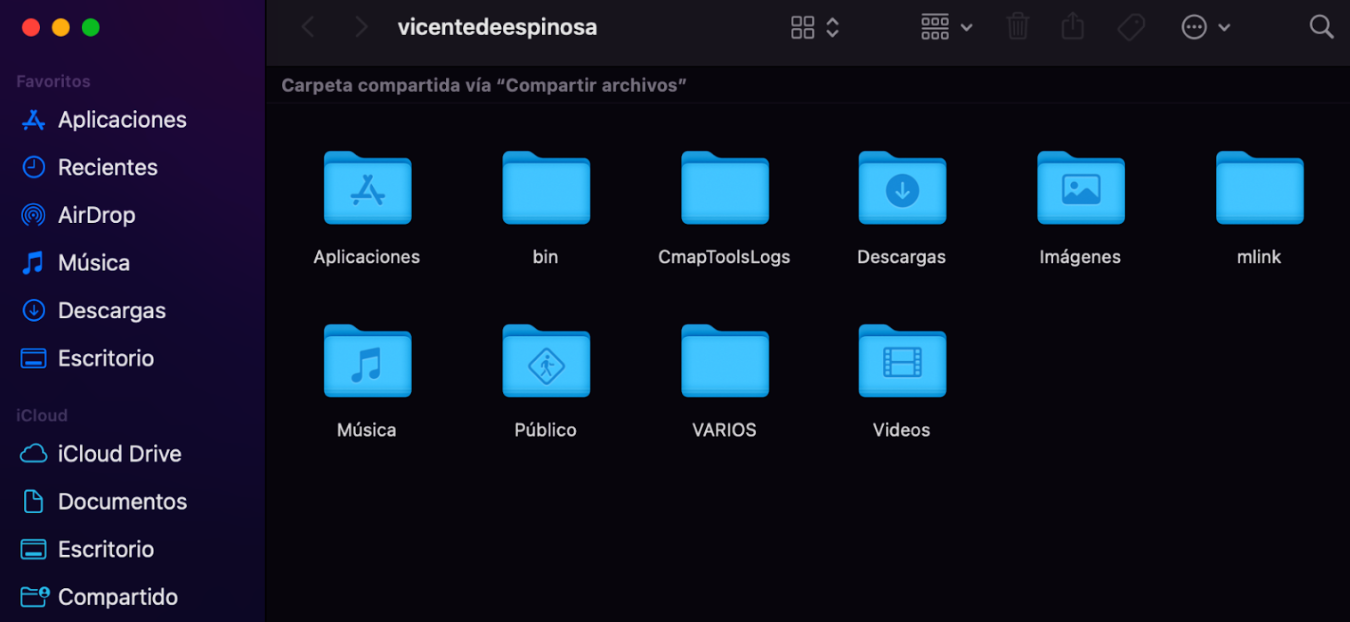 vicentedeespinosa
Favoritos
Aplicaciones
Recientes
AirDrop
Música
Descargas
Escritorio
iCloud
iCloud Drive
Documentos
Escritorio
Compartido
Carpeta compartida vía “Compartir archivos”
Aplicaciones bin CmapToolsLogs Descargas Imágenes mlink
Música Público VARIOS Videos